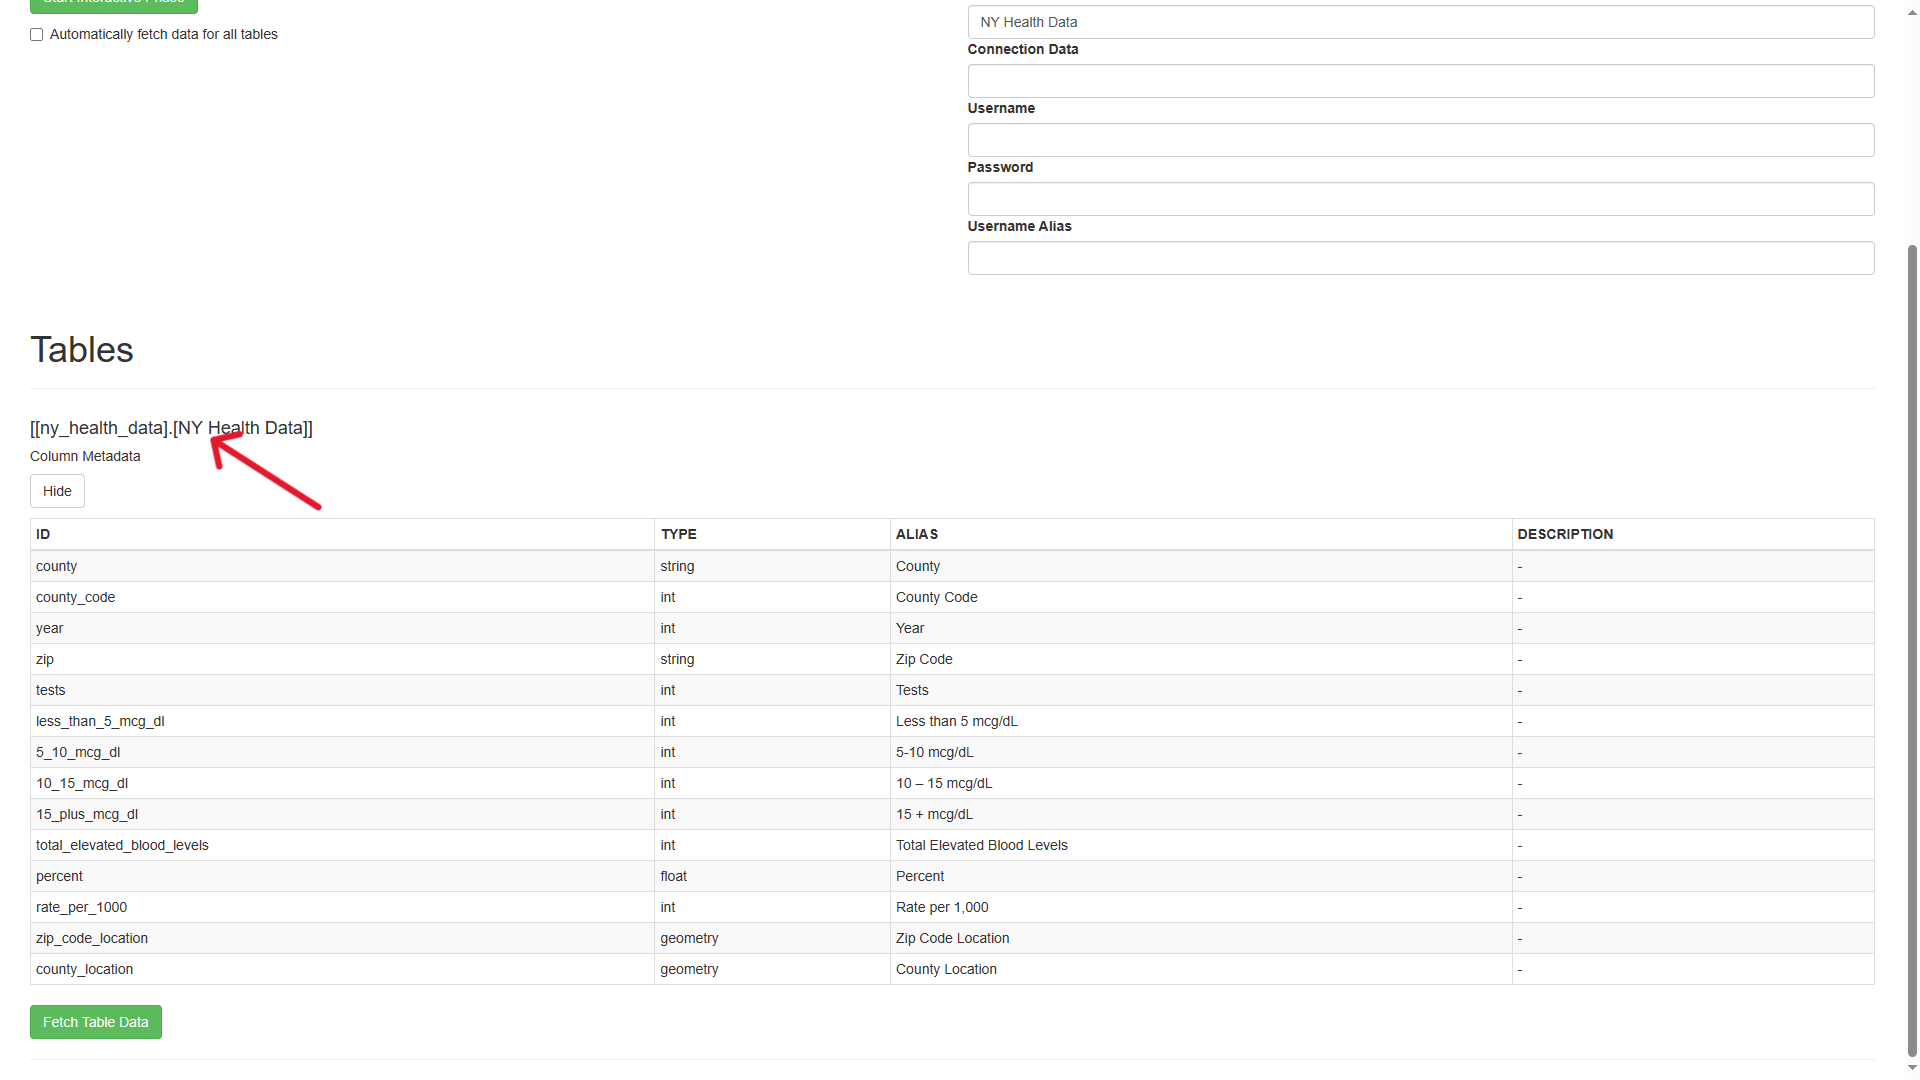 Start Interactive Phase
Automatically fetch data for all tables
NY Health Data
Connection Data
Username
Password
Username Alias
Tables
[[ny_health_data].[NY Health Data]]
Column Metadata
Hide
ID TYPE ALIAS DESCRIPTION
county string County -
county_code int County Code -
year int Year -
zip string Zip Code -
tests int Tests -
less_than_5_mcg_dl int Less than 5 mcg/dL -
5_10_mcg_dl int 5-10 mcg/dL -
10_15_mcg_dl int 10 – 15 mcg/dL -
15_plus_mcg_dl int 15 + mcg/dL -
total_elevated_blood_levels int Total Elevated Blood Levels -
percent float Percent -
rate_per_1000 int Rate per 1,000 -
zip_code_location geometry Zip Code Location -
county_location geometry County Location -
Fetch Table Data